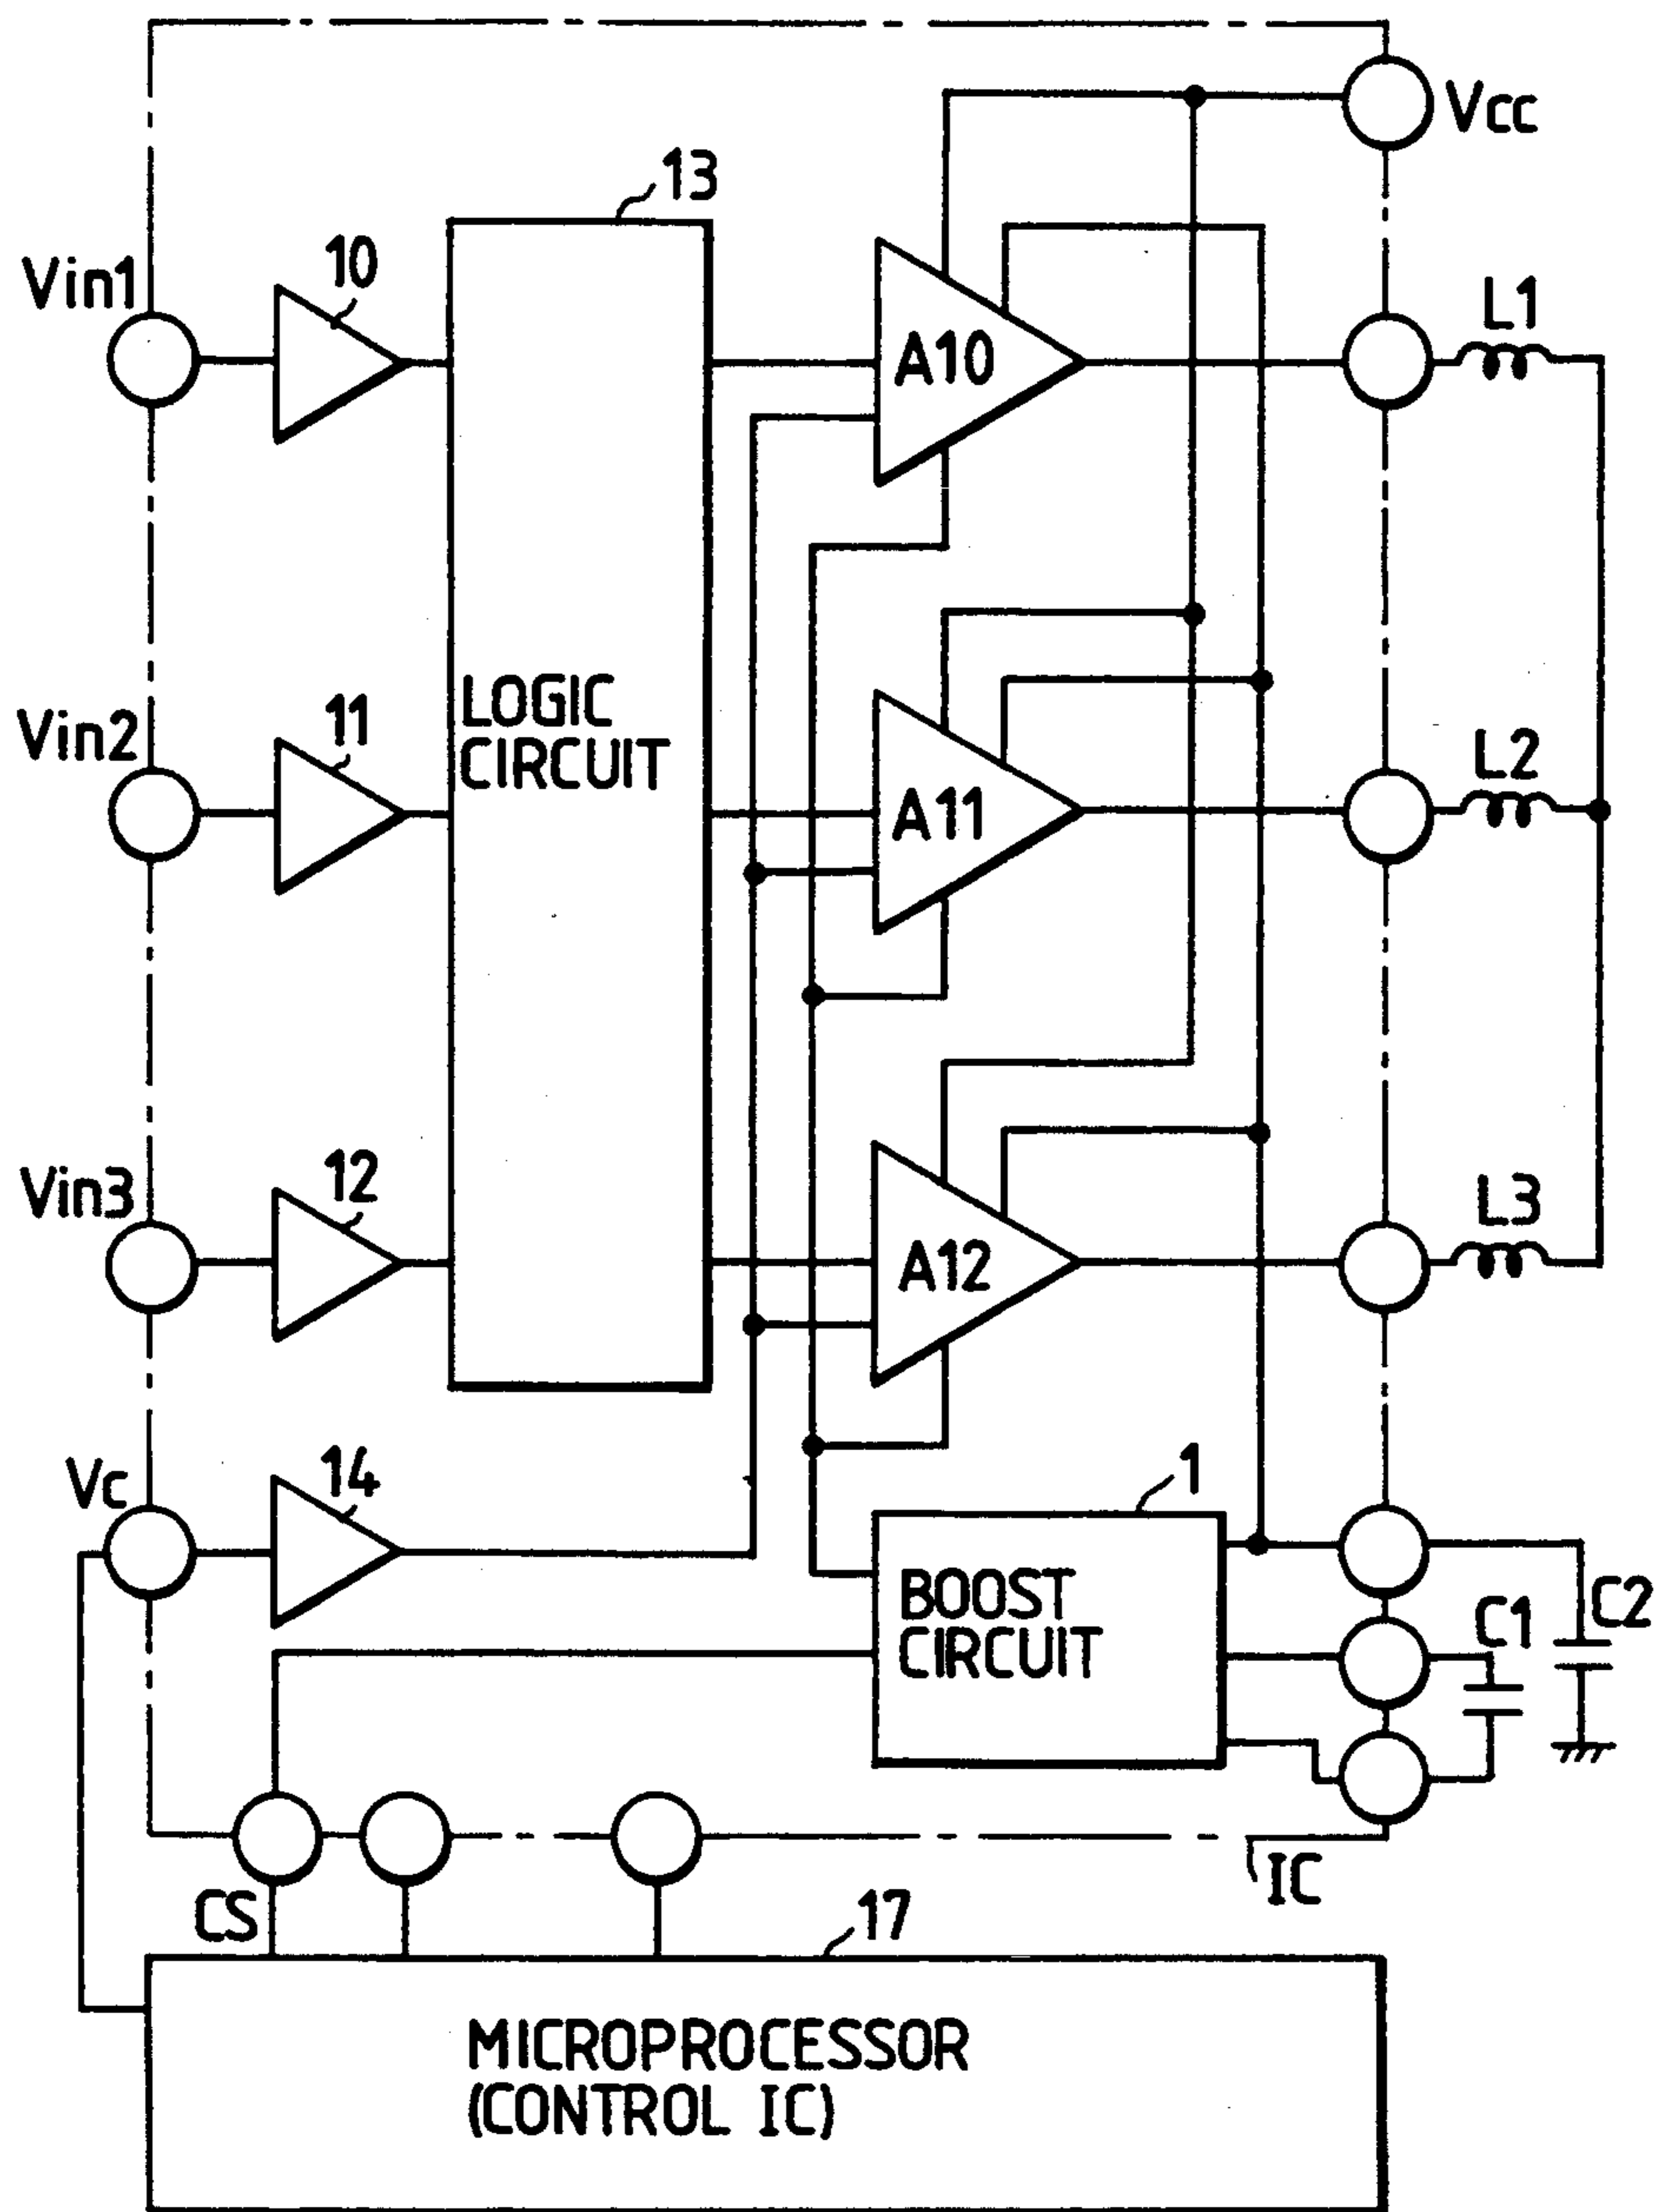 Vcc
13
Vin1
10
A10
L1
Vin2
11
LOGIC
CIRCUIT
A11
L2
Vin3
12
A12
L3
Vc
14
1
BOOST
CIRCUIT
C1
C2
CS
IC
17
MICROPROCESSOR
(CONTROL IC)